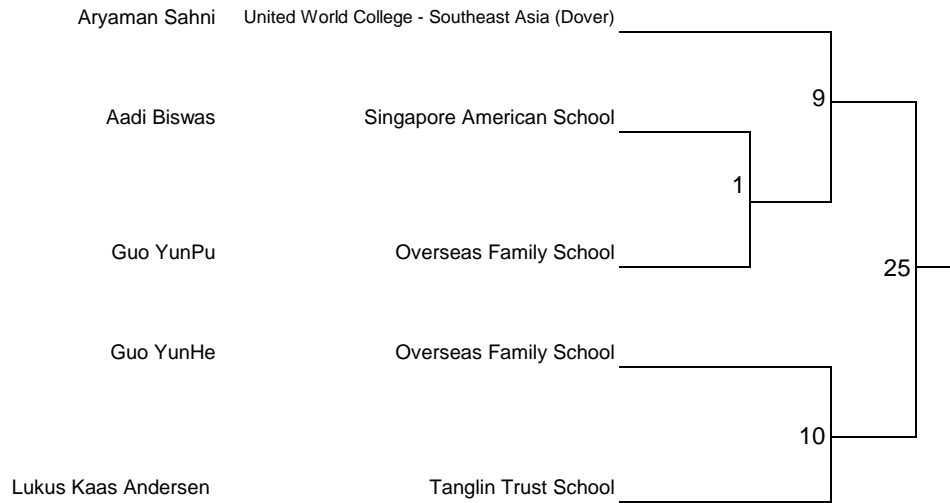 Aryaman Sahni United World College - Southeast Asia (Dover)
9
Aadi Biswas Singapore American School
1
Guo YunPu Overseas Family School
25
Guo YunHe Overseas Family School
10
Lukus Kaas Andersen Tanglin Trust School